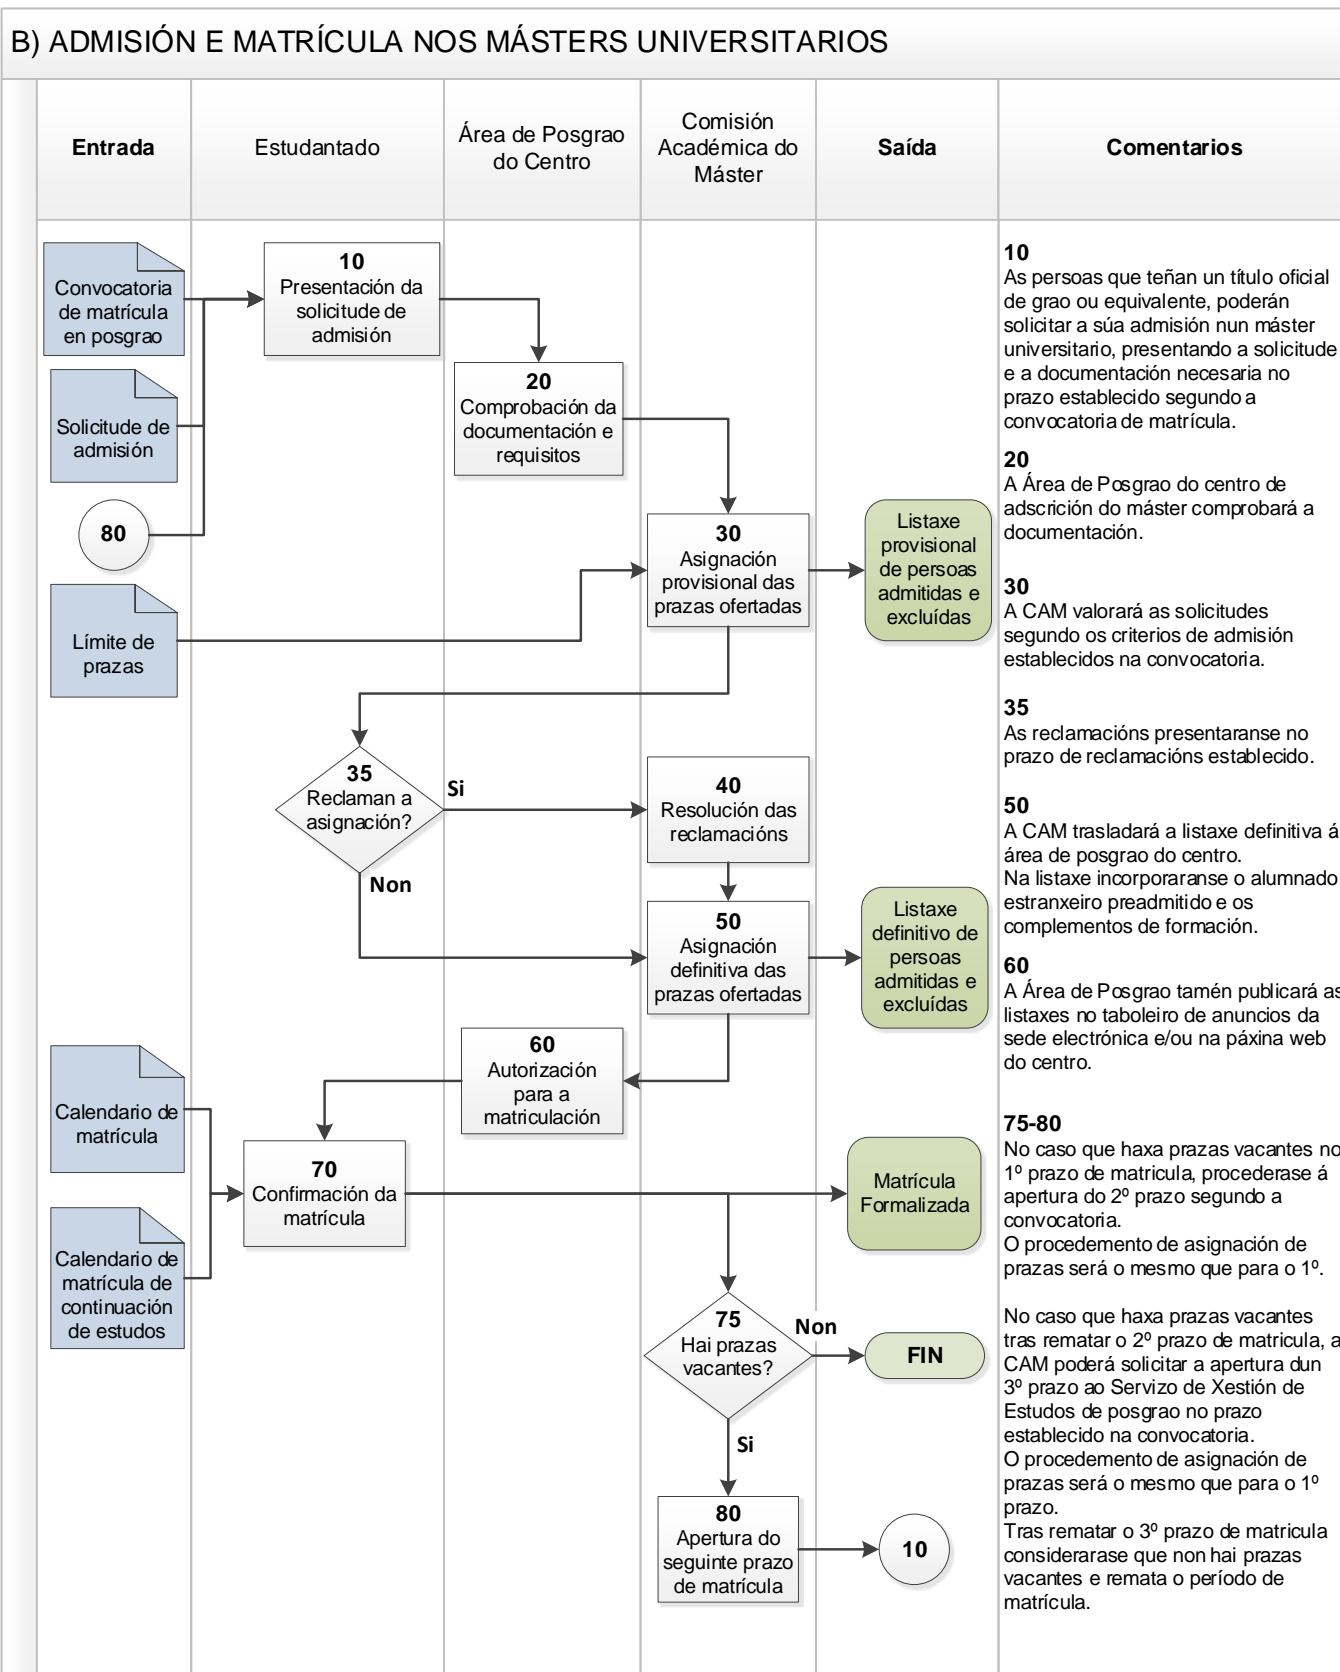 B) ADMISIÓN E MATRÍCULA NOS MÁSTERS UNIVERSITARIOS
Entrada
Estudantado
Área de Posgrao
do Centro
Comisión
Académica do
Máster
Saída
Comentarios
Convocatoria
de matrícula
en posgrao
Solicitude de
admisión
80
Límite de
prazas
10
Presentación da
solicitude de
admisión
20
Comprobación da
documentación e
requisitos
30
Asignación
provisional das
prazas ofertadas
Listaxe
provisional
de persoas
admitidas e
excluídas
35
Reclaman a
asignación?
Si
Non
40
Resolución das
reclamacións
50
Asignación
definitiva das
prazas ofertadas
Listaxe
definitivo de
persoas
admitidas e
excluídas
60
Autorización
para a
matriculación
Calendario de
matrícula
Calendario de
matrícula de
continuación
de estudos
70
Confirmación da
matrícula
Matrícula
Formalizada
75
Hai prazas
vacantes?
Non
FIN
Si
80
Apertura do
seguinte prazo
de matrícula
10
10
As persoas que teñan un título oficial
de grao ou equivalente, poderán
solicitar a súa admisión nun máster
universitario, presentando a solicitude
e a documentación necesaria no
prazo establecido segundo a
convocatoria de matrícula.
20
A Área de Posgrao do centro de
adscrición do máster comprobará a
documentación.
30
A CAM valorará as solicitudes
segundo os criterios de admisión
establecidos na convocatoria.
35
As reclamacións presentaranse no
prazo de reclamacións establecido.
50
A CAM trasladará a listaxe definitiva á
área de posgrao do centro.
Na listaxe incorporaranse o alumnado
estranxeiro preadmitido e os
complementos de formación.
60
A Área de Posgrao tamén publicará as
listaxes no taboleiro de anuncios da
sede electrónica e/ou na páxina web
do centro.
75-80
No caso que haxa prazas vacantes no
1º prazo de matricula, procederase á
apertura do 2º prazo segundo a
convocatoria.
O procedemento de asignación de
prazas será o mesmo que para o 1º.
No caso que haxa prazas vacantes
tras rematar o 2º prazo de matricula, a
CAM poderá solicitar a apertura dun
3º prazo ao Servizo de Xestión de
Estudos de posgrao no prazo
establecido na convocatoria.
O procedemento de asignación de
prazas será o mesmo que para o 1º
prazo.
Tras rematar o 3º prazo de matricula
considerarase que non hai prazas
vacantes e remata o período de
matrícula.